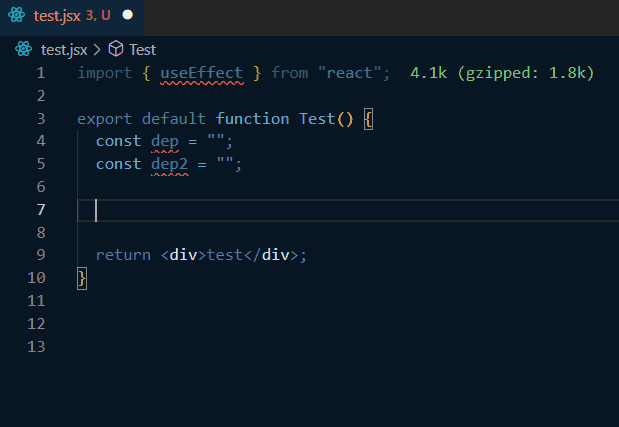 test.jsx 3, U
test.jsx > Test
1 import { useEffect } from "react"; 4.1k (gzipped: 1.8k)
2
3 export default function Test() {
4 const dep = "";
5 const dep2 = "";
6
7
8
9 return <div>test</div>;
10 }
11
12
13